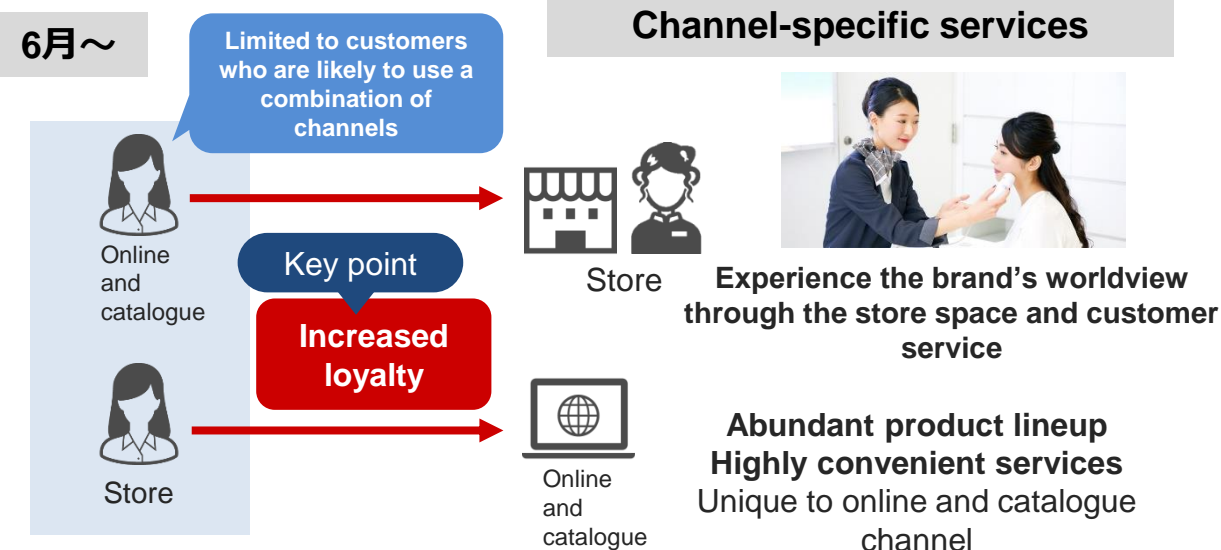 6月～
Limited to customers
who are likely to use a
combination of
channels
Channel-specific services
Online
and
catalogue
Key point
Increased
loyalty
Store
Experience the brand’s worldview
through the store space and customer
service
Store
Online
and
catalogue
Abundant product lineup
Highly convenient services
Unique to online and catalogue
channel